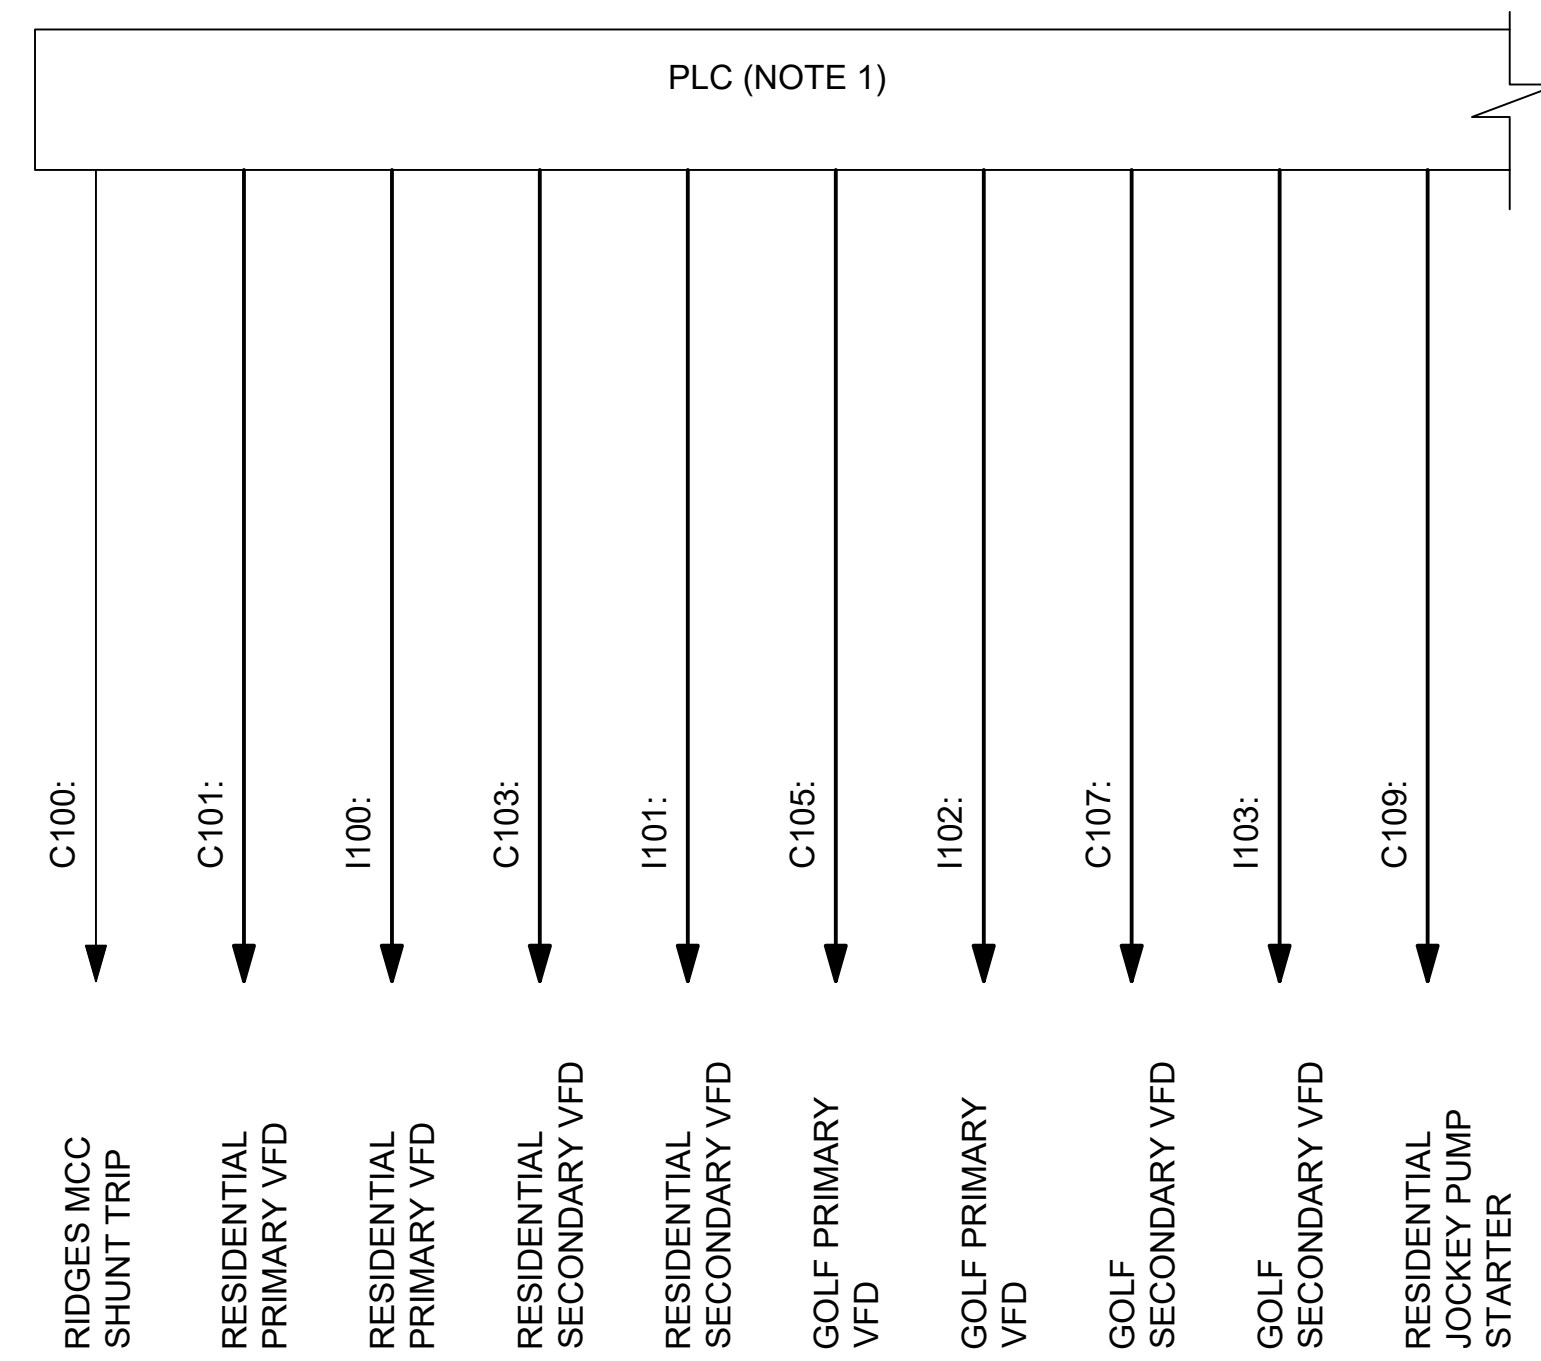 PLC (NOTE 1)
C100:
C101:
I100:
C103:
I101:
C105:
I102:
C107:
I103:
C109:
RIDGES MCC
SHUNT TRIP
RESIDENTIAL
PRIMARY VFD
RESIDENTIAL
PRIMARY VFD
RESIDENTIAL
SECONDARY VFD
RESIDENTIAL
SECONDARY VFD
GOLF PRIMARY
VFD
GOLF PRIMARY
VFD
GOLF
SECONDARY VFD
GOLF
SECONDARY VFD
RESIDENTIAL
JOCKEY PUMP
STARTER